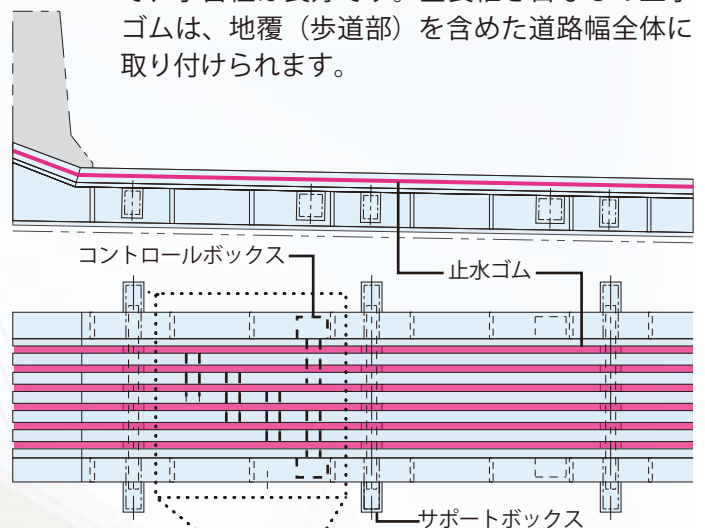 ゴムは、地覆（歩道部）を含めた道路幅全体に
取り付けられます。
コントロールボックス
止水ゴム
サポートボックス